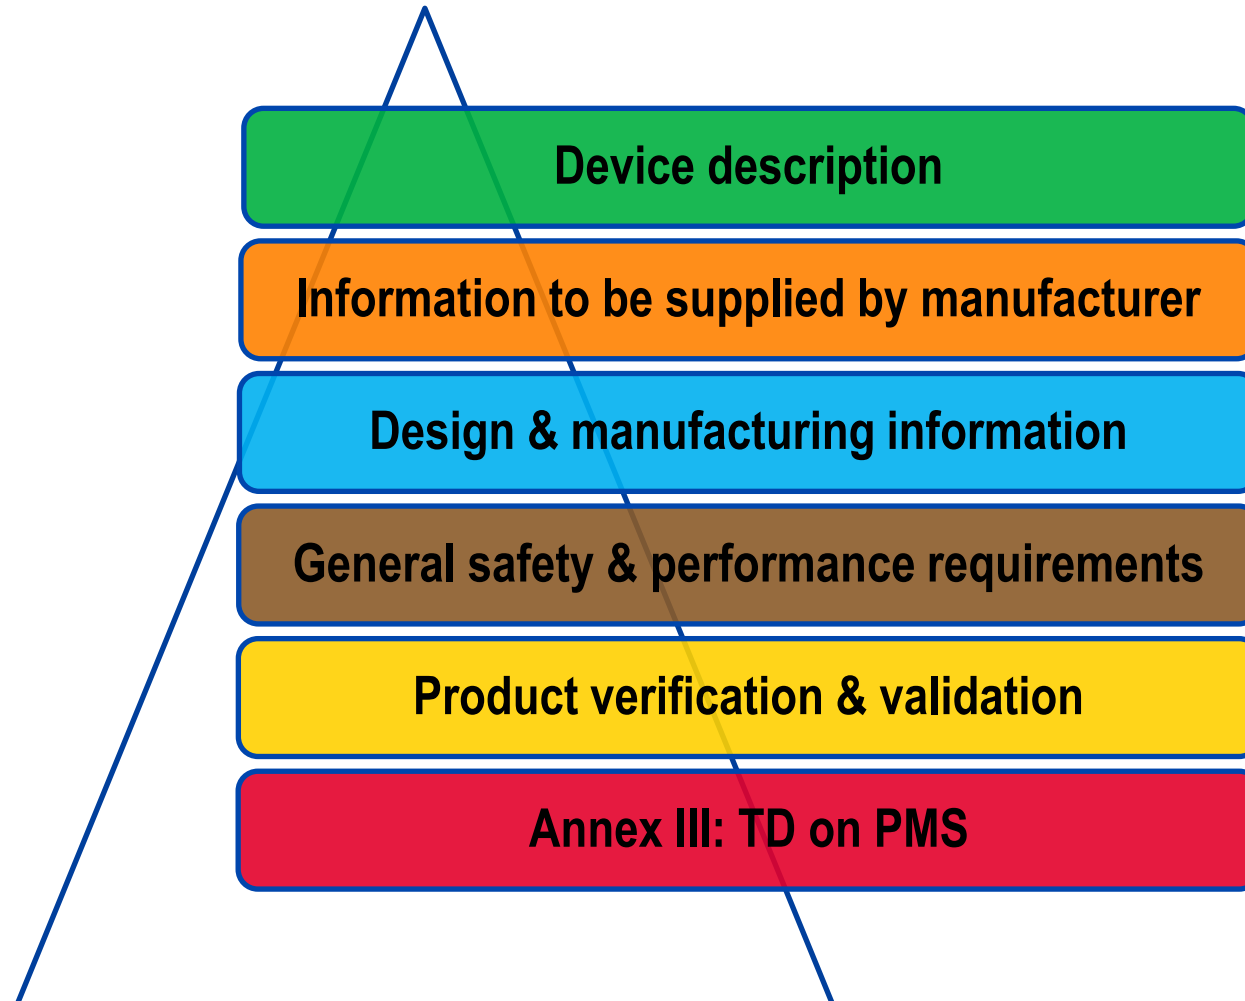 Device description
Information to be supplied by manufacturer
Design & manufacturing information
General safety & performance requirements
Product verification & validation
Annex III: TD on PMS